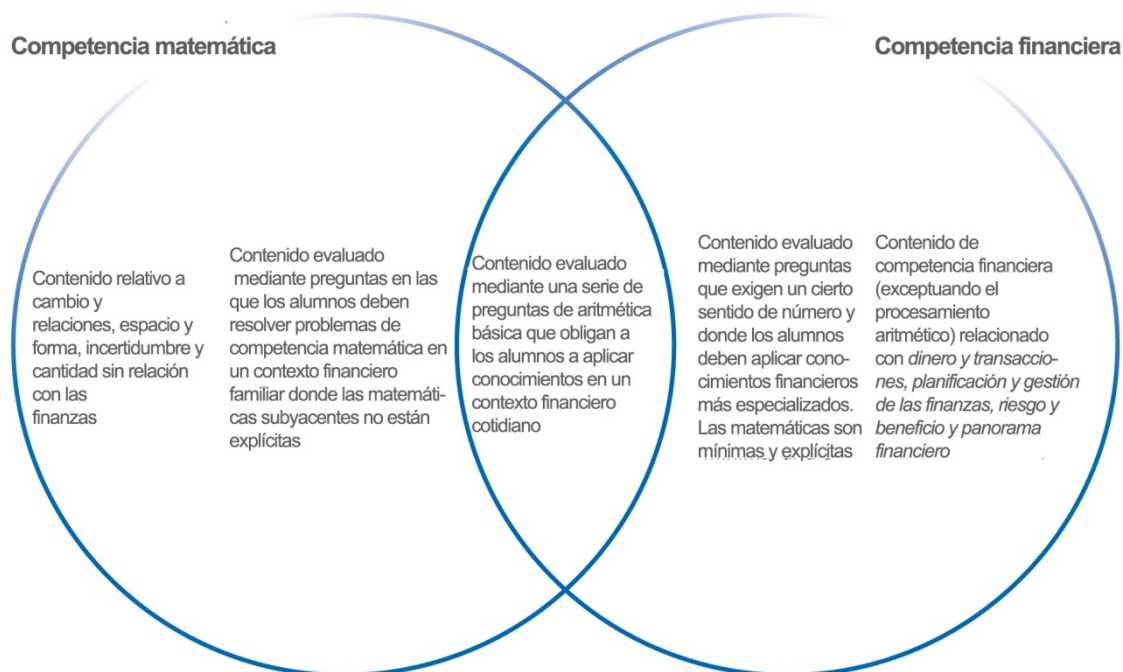 Competencia matemática
Competencia financiera
Contenido relativo a
cambio y
relaciones, espacio y
forma, incertidumbre y
cantidad sin relación
con las
finanzas
Contenido evaluado
mediante preguntas en las
que los alumnos deben
resolver problemas de
competencia matemática en
un contexto financiero
familiar donde las matemáti-
cas subyacentes no están
explícitas
Contenido evaluado
mediante una serie de
preguntas de aritmética
básica que obligan a
los alumnos a aplicar
conocimientos en un
contexto financiero
cotidiano
Contenido evaluado
mediante preguntas
que exigen un cierto
sentido de número y
donde los alumnos
deben aplicar cono-
cimientos financieros
más especializados.
Las matemáticas son
mínimas y explícitas
Contenido de
competencia financiera
(exceptuando el
procesamiento
aritmético) relacionado
con dinero y transaccio-
nes, planificación y gestión
de las finanzas, riesgo y
beneficio y panorama
financiero